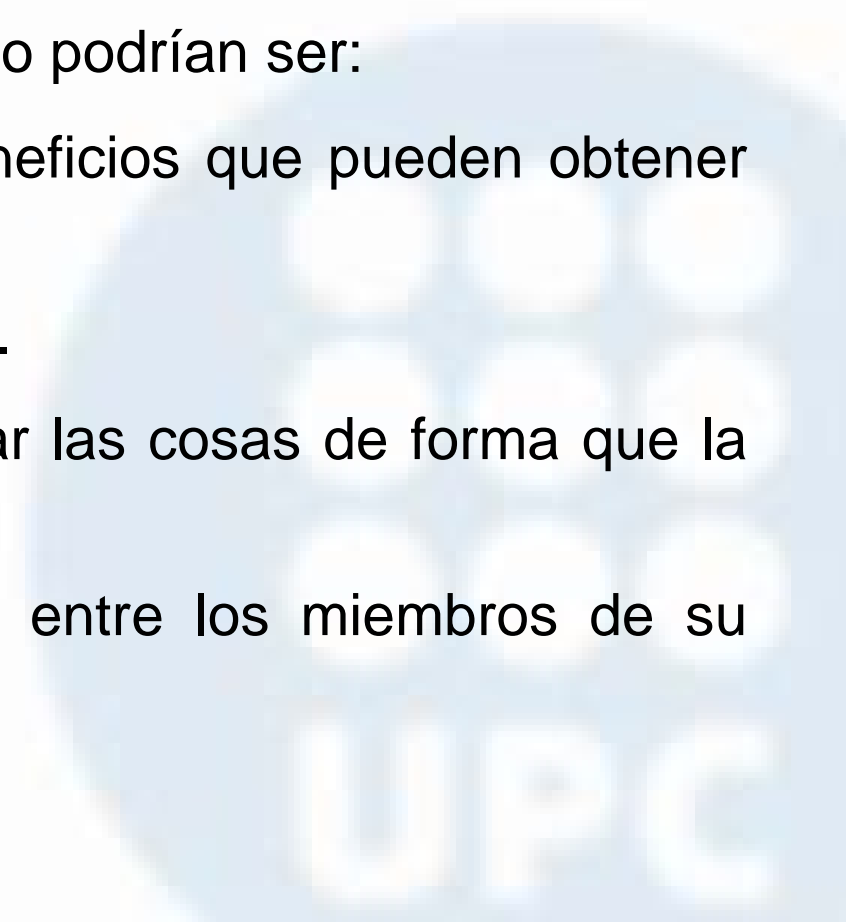 o podrían ser:
neficios que pueden obtener
.
ar las cosas de forma que la
entre los miembros de su
UPC